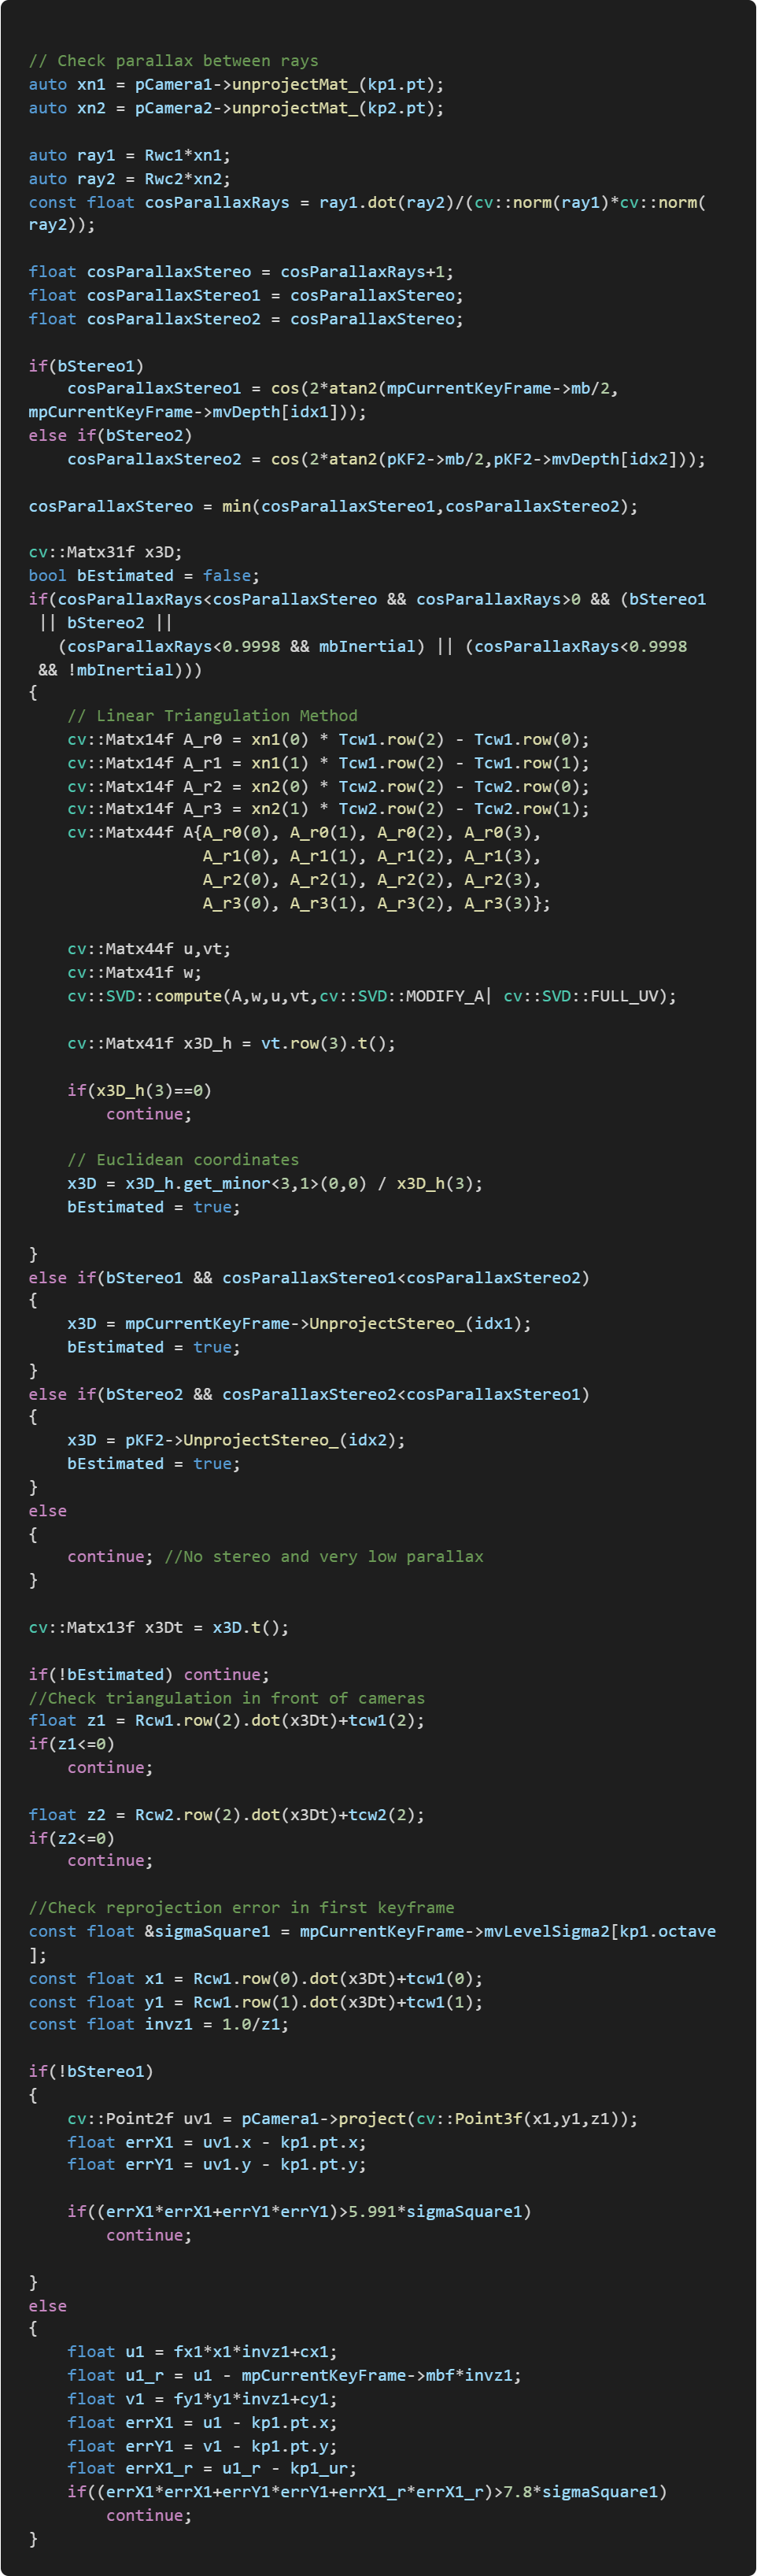 // Check parallax between rays
auto xn1 = pCamera1->unprojectMat_(kp1.pt);
auto xn2 = pCamera2->unprojectMat_(kp2.pt);

auto ray1 = Rwc1*xn1;
auto ray2 = Rwc2*xn2;
const float cosParallaxRays = ray1.dot(ray2)/(cv::norm(ray1)*cv::norm(
ray2));

float cosParallaxStereo = cosParallaxRays+1;
float cosParallaxStereo1 = cosParallaxStereo;
float cosParallaxStereo2 = cosParallaxStereo;

if(bStereo1)
    cosParallaxStereo1 = cos(2*atan2(mpCurrentKeyFrame->mb/2,
mpCurrentKeyFrame->mvDepth[idx1]));
else if(bStereo2)
    cosParallaxStereo2 = cos(2*atan2(pKF2->mb/2,pKF2->mvDepth[idx2]));

cosParallaxStereo = min(cosParallaxStereo1,cosParallaxStereo2);

cv::Matx31f x3D;
bool bEstimated = false;
if(cosParallaxRays<cosParallaxStereo && cosParallaxRays>0 && (bStereo1
 || bStereo2 ||
   (cosParallaxRays<0.9998 && mbInertial) || (cosParallaxRays<0.9998
 && !mbInertial)))
{
    // Linear Triangulation Method
    cv::Matx14f A_r0 = xn1(0) * Tcw1.row(2) - Tcw1.row(0);
    cv::Matx14f A_r1 = xn1(1) * Tcw1.row(2) - Tcw1.row(1);
    cv::Matx14f A_r2 = xn2(0) * Tcw2.row(2) - Tcw2.row(0);
    cv::Matx14f A_r3 = xn2(1) * Tcw2.row(2) - Tcw2.row(1);
    cv::Matx44f A{A_r0(0), A_r0(1), A_r0(2), A_r0(3),
                  A_r1(0), A_r1(1), A_r1(2), A_r1(3),
                  A_r2(0), A_r2(1), A_r2(2), A_r2(3),
                  A_r3(0), A_r3(1), A_r3(2), A_r3(3)};

    cv::Matx44f u,vt;
    cv::Matx41f w;
    cv::SVD::compute(A,w,u,vt,cv::SVD::MODIFY_A| cv::SVD::FULL_UV);

    cv::Matx41f x3D_h = vt.row(3).t();

    if(x3D_h(3)==0)
        continue;

    // Euclidean coordinates
    x3D = x3D_h.get_minor<3,1>(0,0) / x3D_h(3);
    bEstimated = true;

}
else if(bStereo1 && cosParallaxStereo1<cosParallaxStereo2)
{
    x3D = mpCurrentKeyFrame->UnprojectStereo_(idx1);
    bEstimated = true;
}
else if(bStereo2 && cosParallaxStereo2<cosParallaxStereo1)
{
    x3D = pKF2->UnprojectStereo_(idx2);
    bEstimated = true;
}
else
{
    continue; //No stereo and very low parallax
}

cv::Matx13f x3Dt = x3D.t();

if(!bEstimated) continue;
//Check triangulation in front of cameras
float z1 = Rcw1.row(2).dot(x3Dt)+tcw1(2);
if(z1<=0)
    continue;

float z2 = Rcw2.row(2).dot(x3Dt)+tcw2(2);
if(z2<=0)
    continue;

//Check reprojection error in first keyframe
const float &sigmaSquare1 = mpCurrentKeyFrame->mvLevelSigma2[kp1.octave
];
const float x1 = Rcw1.row(0).dot(x3Dt)+tcw1(0);
const float y1 = Rcw1.row(1).dot(x3Dt)+tcw1(1);
const float invz1 = 1.0/z1;

if(!bStereo1)
{
    cv::Point2f uv1 = pCamera1->project(cv::Point3f(x1,y1,z1));
    float errX1 = uv1.x - kp1.pt.x;
    float errY1 = uv1.y - kp1.pt.y;

    if((errX1*errX1+errY1*errY1)>5.991*sigmaSquare1)
        continue;

}
else
{
    float u1 = fx1*x1*invz1+cx1;
    float u1_r = u1 - mpCurrentKeyFrame->mbf*invz1;
    float v1 = fy1*y1*invz1+cy1;
    float errX1 = u1 - kp1.pt.x;
    float errY1 = v1 - kp1.pt.y;
    float errX1_r = u1_r - kp1_ur;
    if((errX1*errX1+errY1*errY1+errX1_r*errX1_r)>7.8*sigmaSquare1)
        continue;
}